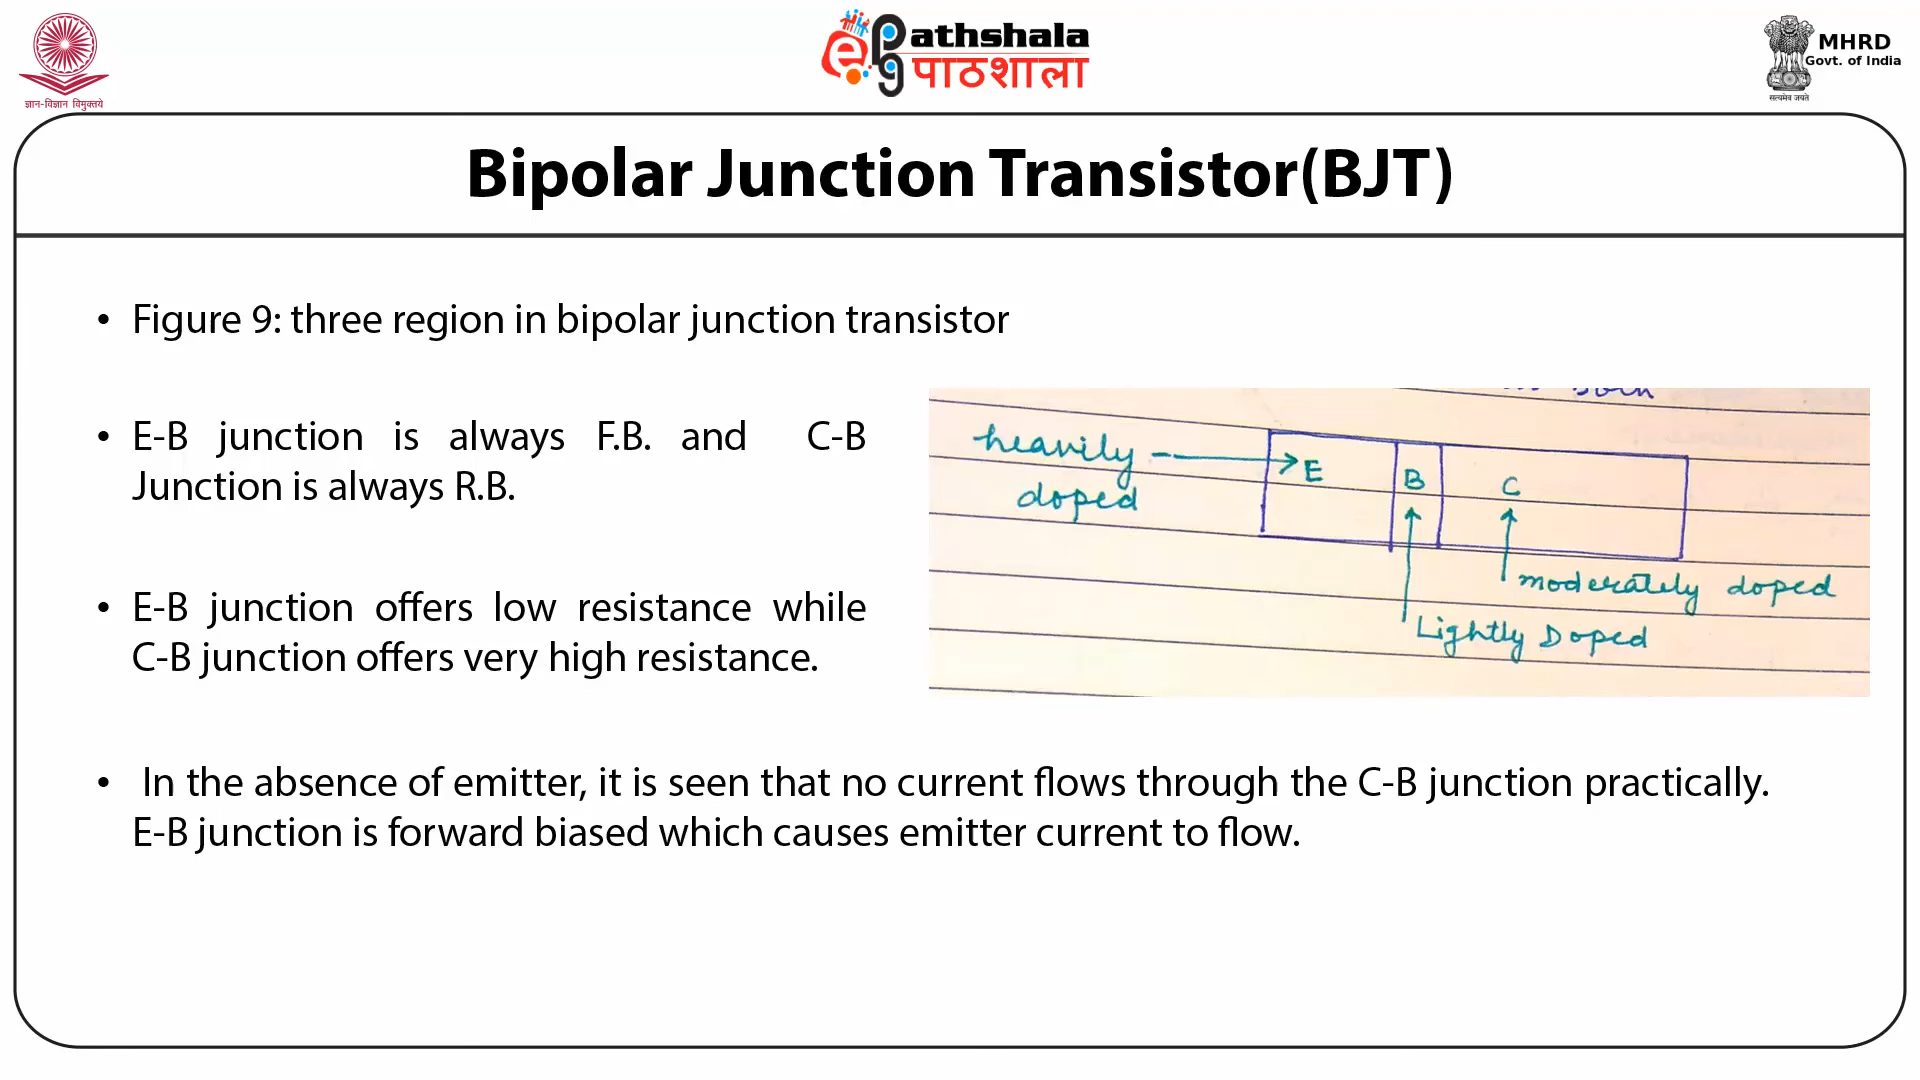 ज्ञान-विज्ञान विमुक्तये
ePathshala
पाठशाला
MHRD
Govt. of India
सत्यमेव जयते
Bipolar Junction Transistor(BJT)
• Figure 9: three region in bipolar junction transistor
• E-B junction is always F.B. and C-B
Junction is always R.B.
• E-B junction offers low resistance while
C-B junction offers very high resistance.
heavily
doped
E
B
C
moderately doped
Lightly Doped
• In the absence of emitter, it is seen that no current flows through the C-B junction practically.
E-B junction is forward biased which causes emitter current to flow.